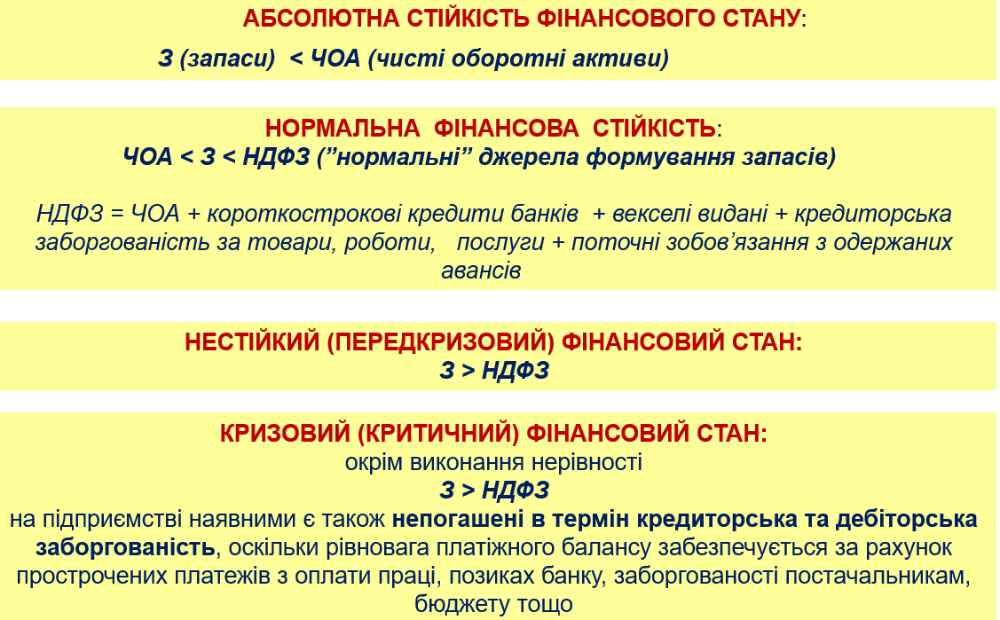 АБСОЛЮТНА СТІЙКІСТЬ ФІНАНСОВОГО СТАНУ:
З (запаси) < ЧОА (чисті оборотні активи)
НОРМАЛЬНА ФІНАНСОВА СТІЙКІСТЬ:
ЧОА < З < НДФЗ (”нормальні” джерела формування запасів)
НДФЗ = ЧОА + короткострокові кредити банків + векселі видані + кредиторська
заборгованість за товари, роботи, послуги + поточні зобов’язання з одержаних
авансів
НЕСТІЙКИЙ (ПЕРЕДКРИЗОВИЙ) ФІНАНСОВИЙ СТАН:
З > НДФЗ
КРИЗОВИЙ (КРИТИЧНИЙ) ФІНАНСОВИЙ СТАН:
окрім виконання нерівності
З > НДФЗ
на підприємстві наявними є також непогашені в термін кредиторська та дебіторська
заборгованість, оскільки рівновага платіжного балансу забезпечується за рахунок
прострочених платежів з оплати праці, позиках банку, заборгованості постачальникам,
бюджету тощо